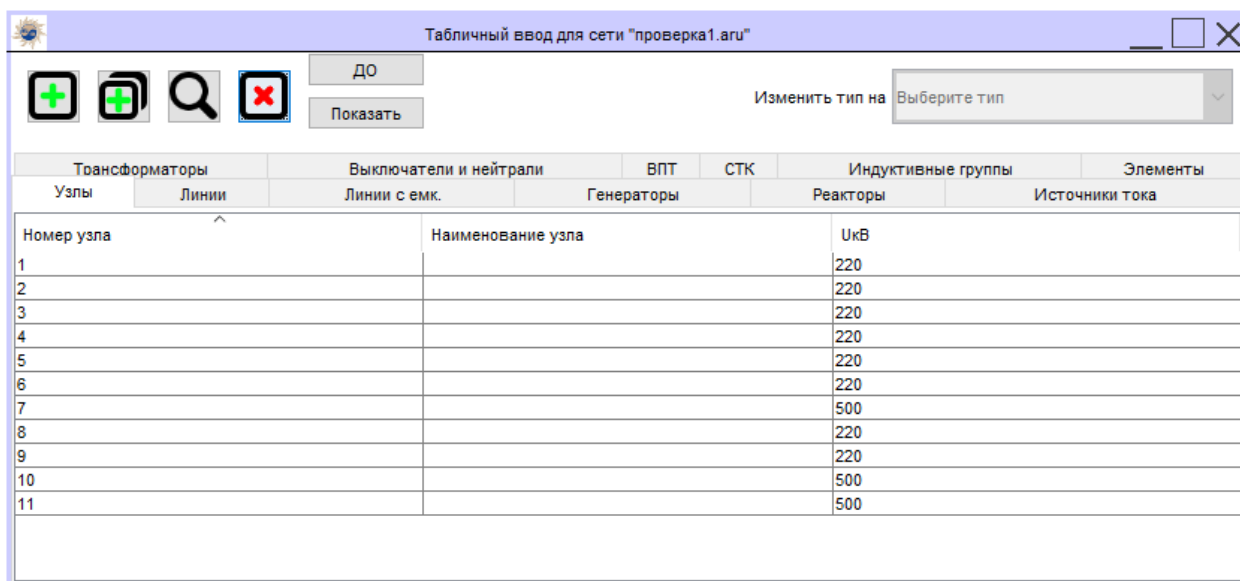 Табличный ввод для сети "проверка1.aru"
ДО
Показать
Изменить тип на Выберите тип
Трансформаторы Выключатели и нейтрали ВПТ СТК Индуктивные группы Элементы
Узлы Линии Линии с емк. Генераторы Реакторы Источники тока
Номер узла Наименование узла UкВ
1 220
2 220
3 220
4 220
5 220
6 220
7 500
8 220
9 220
10 500
11 500